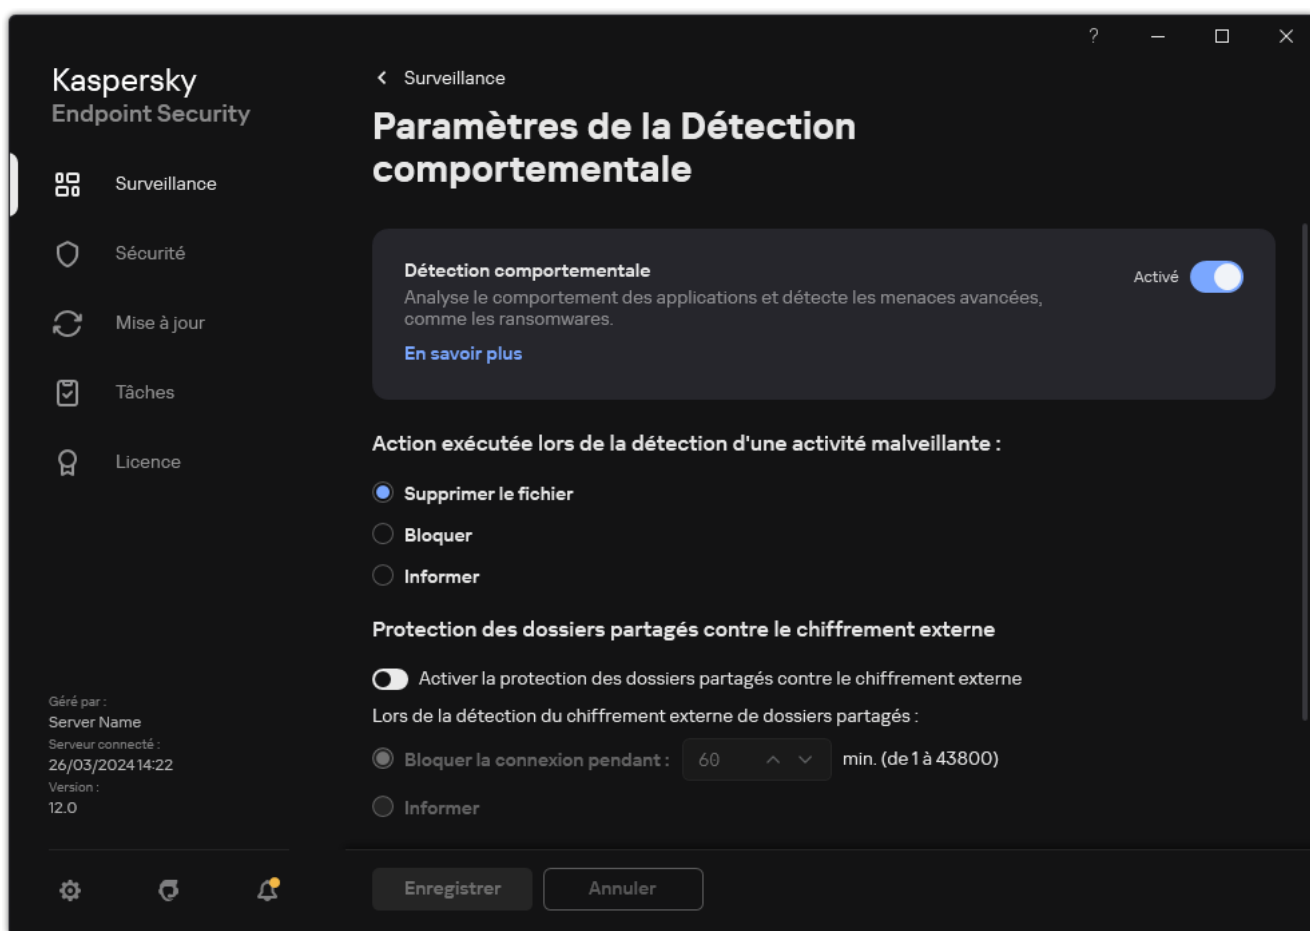 ?
Kaspersky
Endpoint Security
Surveillance
Sécurité
Mise à jour
Tâches
Licence
Géré par :
Server Name
Serveur connecté :
26/03/2024 14:22
Version :
12.0
Surveillance
Paramètres de la Détection
comportementale
Détection comportementale
Activé
Analyse le comportement des applications et détecte les menaces avancées,
comme les ransomwares.
En savoir plus
Action exécutée lors de la détection d'une activité malveillante :
Supprimer le fichier
Bloquer
Informer
Protection des dossiers partagés contre le chiffrement externe
Activer la protection des dossiers partagés contre le chiffrement externe
Lors de la détection du chiffrement externe de dossiers partagés :
Bloquer la connexion pendant : 60 min. (de 1 à 43800)
Informer
Enregistrer
Annuler